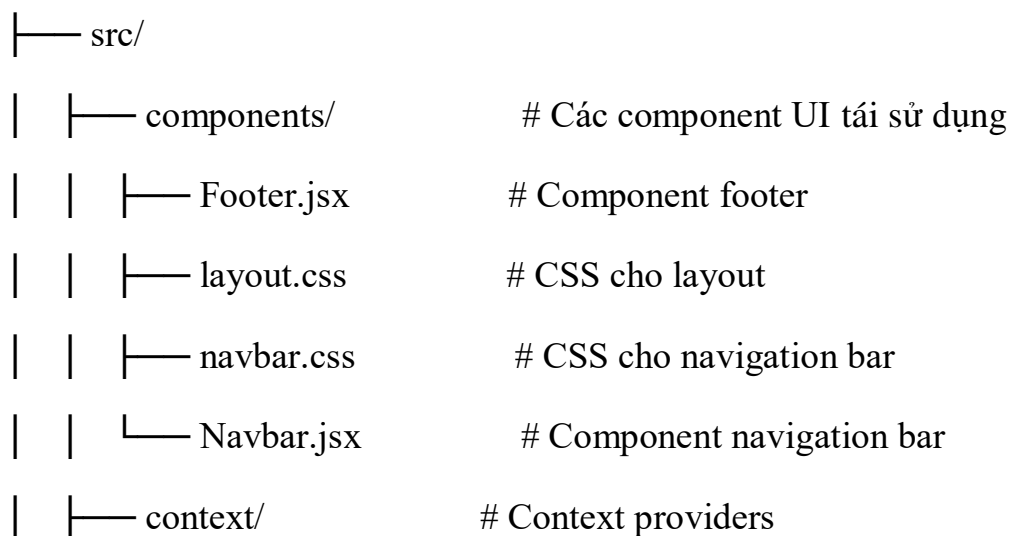 ├── src/
│ ├── components/ # Các component UI tái sử dụng
│ │ ├── Footer.jsx # Component footer
│ │ ├── layout.css # CSS cho layout
│ │ ├── navbar.css # CSS cho navigation bar
│ │ └── Navbar.jsx # Component navigation bar
│ ├── context/ # Context providers